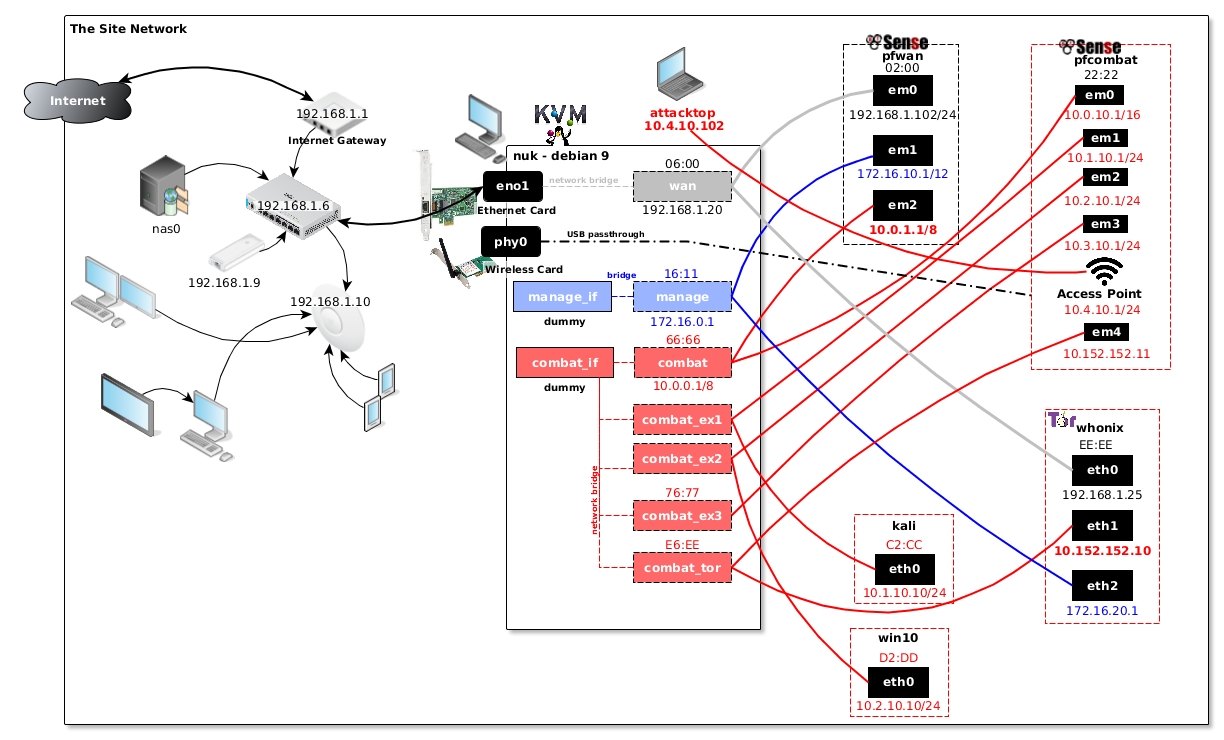 The Site Network
Internet
192.168.1.1
Internet Gateway
nas0
192.168.1.6
192.168.1.9
192.168.1.10
KVM
nuk - debian 9
eno1
Ethernet Card
network bridge
06:00
wan
192.168.1.20
phy0
Wireless Card
USB passthrough
manage_if
dummy
bridge
16:11
manage
172.16.0.1
combat_if
dummy
66:66
combat
10.0.0.1/8
network bridge
combat_ex1
combat_ex2
76:77
combat_ex3
E6:EE
combat_tor
attacktop
10.4.10.102
Sense
pfwan
02:00
em0
192.168.1.102/24
em1
172.16.10.1/12
em2
10.0.1.1/8
Sense
pfcombat
22:22
em0
10.0.10.1/16
em1
10.1.10.1/24
em2
10.2.10.1/24
em3
10.3.10.1/24
Access Point
10.4.10.1/24
em4
10.152.152.11
Tor
whonix
EE:EE
eth0
192.168.1.25
eth1
10.152.152.10
eth2
172.16.20.1
kali
C2:CC
eth0
10.1.10.10/24
win10
D2:DD
eth0
10.2.10.10/24